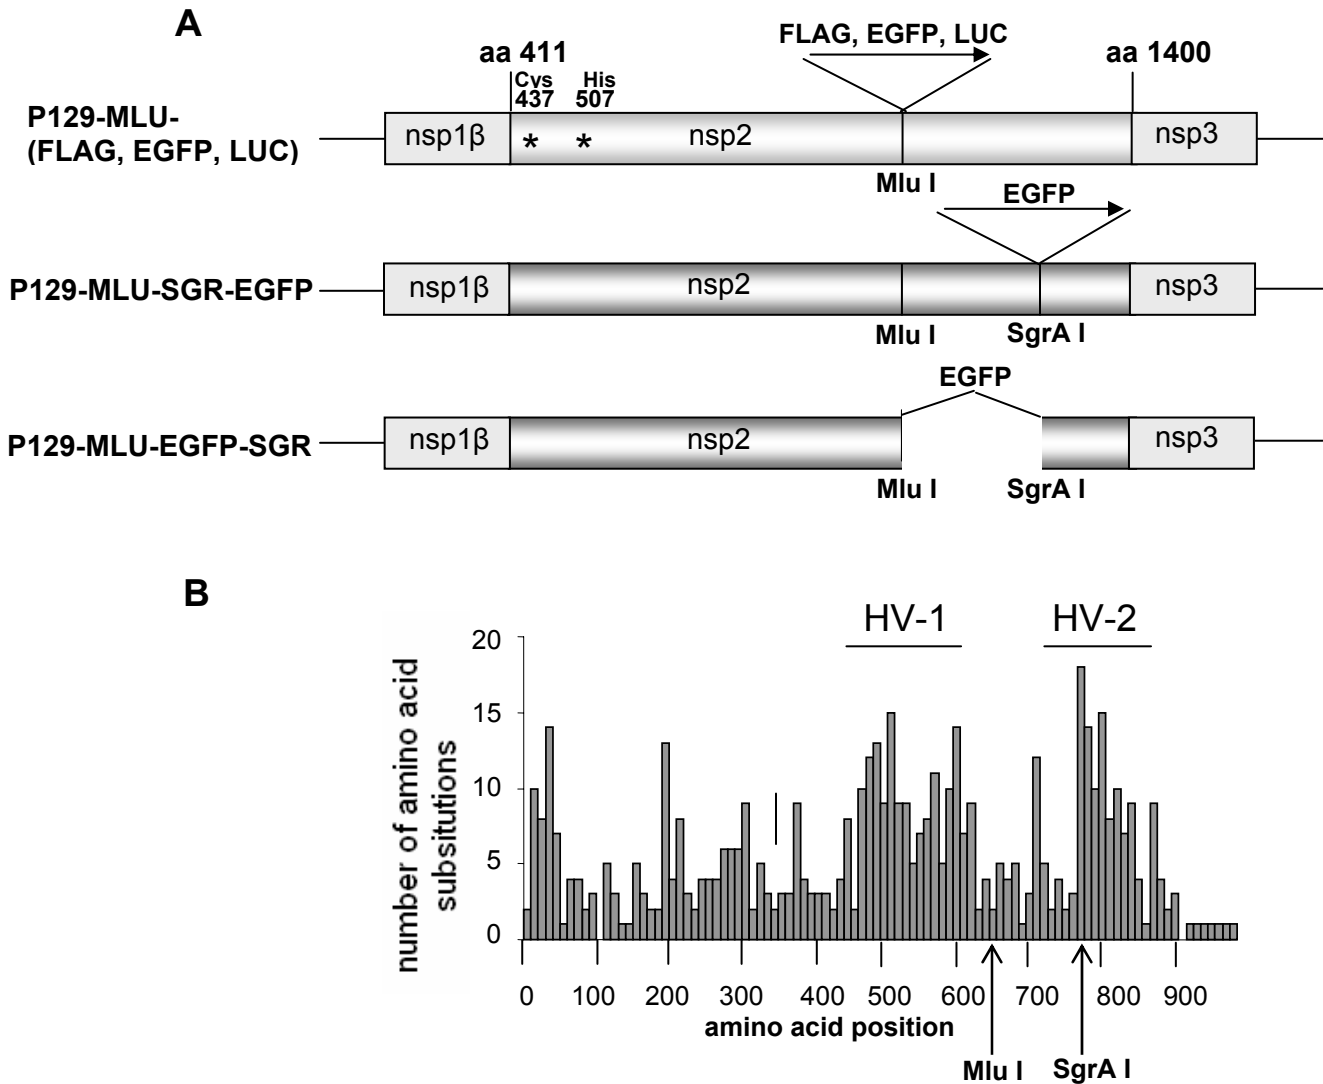 A
FLAG, EGFP, LUC
aa 411
aa 1400
Cys His
437 507
P129-MLU-
(FLAG, EGFP, LUC)
nsp1β * * nsp2 nsp3
Mlu I
EGFP
P129-MLU-SGR-EGFP
nsp1β nsp2 nsp3
Mlu I SgrA I
EGFP
P129-MLU-EGFP-SGR
nsp1β nsp2 nsp3
Mlu I SgrA I
B
HV-1 HV-2
number of amino acid
subsitutions
20
15
10
5
0
0 100 200 300 400 500 600 700 800 900
amino acid position
Mlu I SgrA I